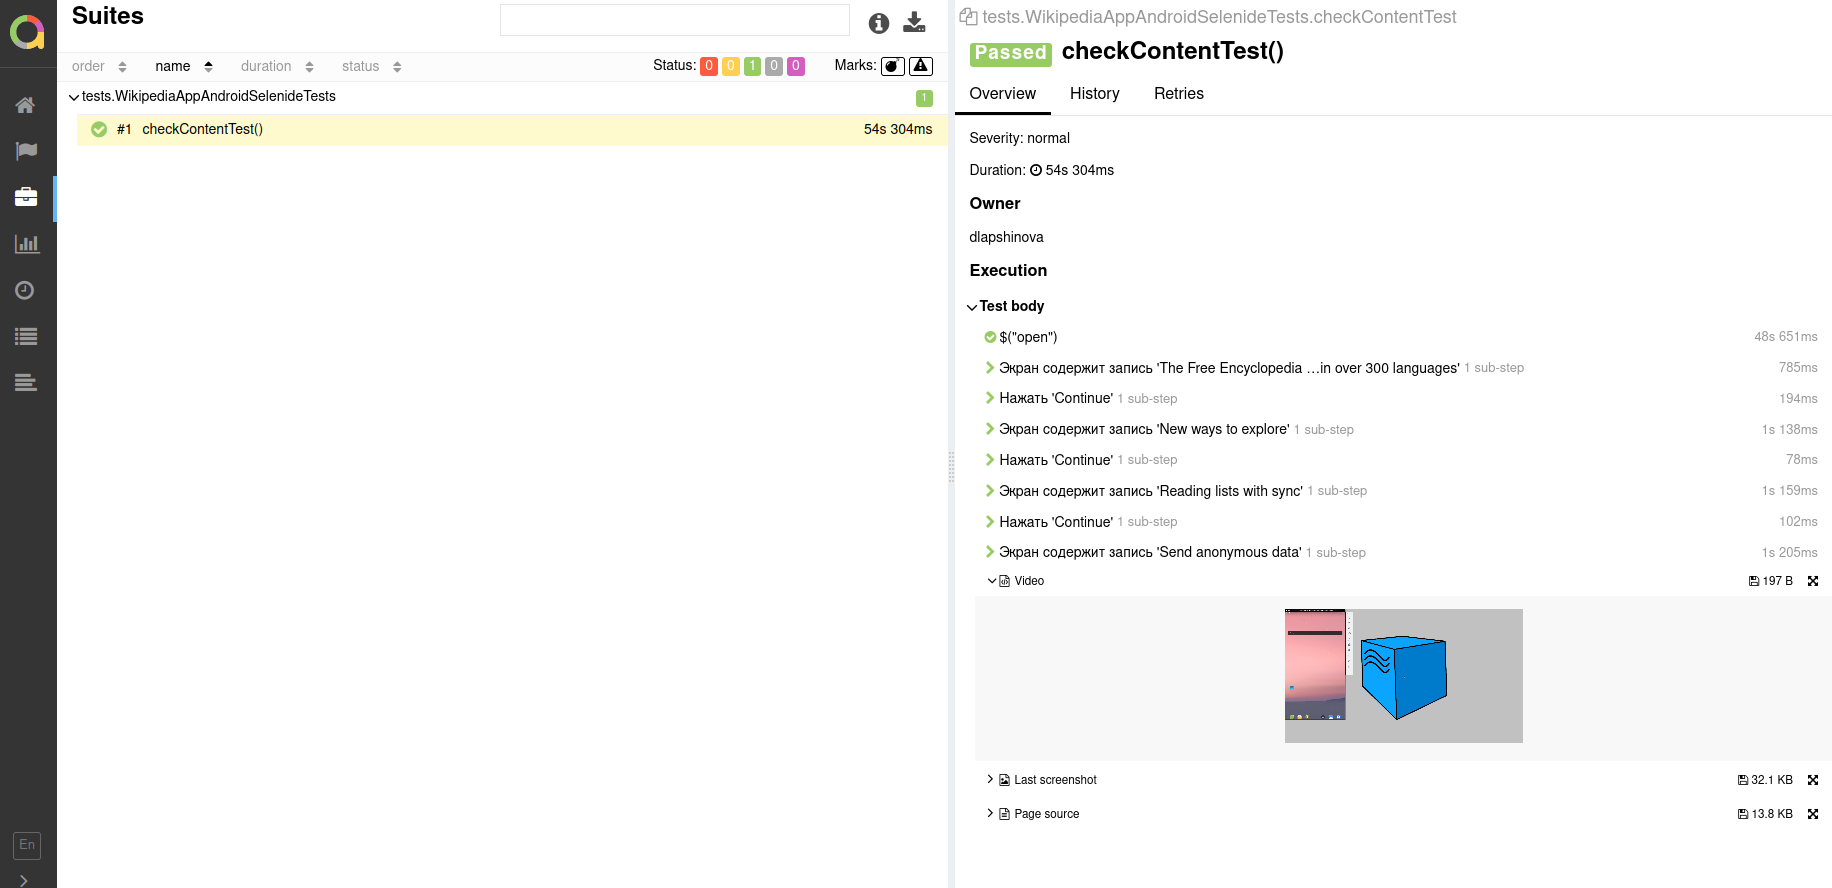 Suites
order name duration status Status: 0 0 1 0 0 Marks:
tests.WikipediaAppAndroidSelenideTests 1
#1 checkContentTest() 54s 304ms
En
tests.WikipediaAppAndroidSelenideTests.checkContentTest
Passed checkContentTest()
Overview History Retries
Severity: normal
Duration: 54s 304ms
Owner
dlapshinova
Execution
Test body
$("open") 48s 651ms
Экран содержит запись 'The Free Encyclopedia …in over 300 languages' 1 sub-step 785ms
Нажать 'Continue' 1 sub-step 194ms
Экран содержит запись 'New ways to explore' 1 sub-step 1s 138ms
Нажать 'Continue' 1 sub-step 78ms
Экран содержит запись 'Reading lists with sync' 1 sub-step 1s 159ms
Нажать 'Continue' 1 sub-step 102ms
Экран содержит запись 'Send anonymous data' 1 sub-step 1s 205ms
Video 197 B
Last screenshot 32.1 KB
Page source 13.8 KB